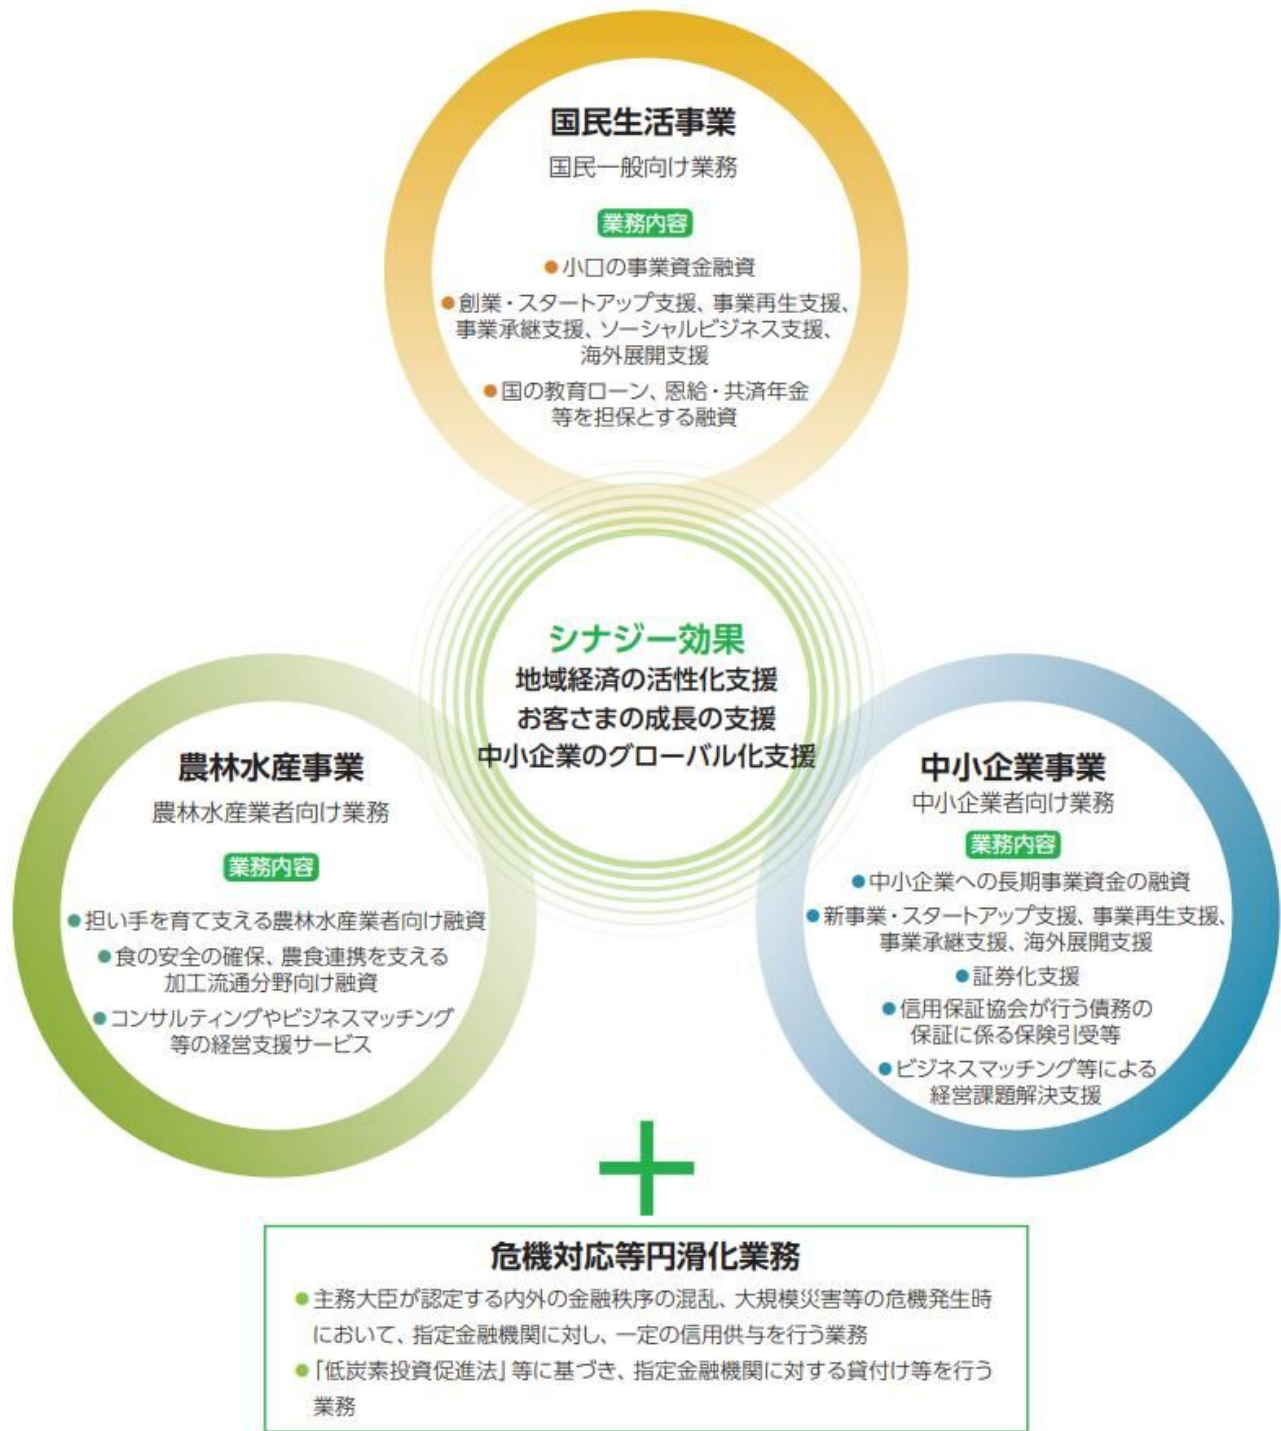 国民生活事業
国民一般向け業務
業務内容
●小口の事業資金融資
●創業・スタートアップ支援、事業再生支援、
事業承継支援、ソーシャルビジネス支援、
海外展開支援
●国の教育ローン、恩給・共済年金
等を担保とする融資
シナジー効果
地域経済の活性化支援
お客さまの成長の支援
中小企業のグローバル化支援
農林水産事業
農林水産業者向け業務
業務内容
●担い手を育て支える農林水産業者向け融資
●食の安全の確保、農食連携を支える
加工流通分野向け融資
●コンサルティングやビジネスマッチング
等の経営支援サービス
中小企業事業
中小企業者向け業務
業務内容
●中小企業への長期事業資金の融資
●新事業・スタートアップ支援、事業再生支援、
事業承継支援、海外展開支援
●証券化支援
●信用保証協会が行う債務の
保証に係る保険引受等
●ビジネスマッチング等による
経営課題解決支援
危機対応等円滑化業務
●主務大臣が認定する内外の金融秩序の混乱、大規模災害等の危機発生時
において、指定金融機関に対し、一定の信用供与を行う業務
●「低炭素投資促進法」等に基づき、指定金融機関に対する貸付け等を行う
業務